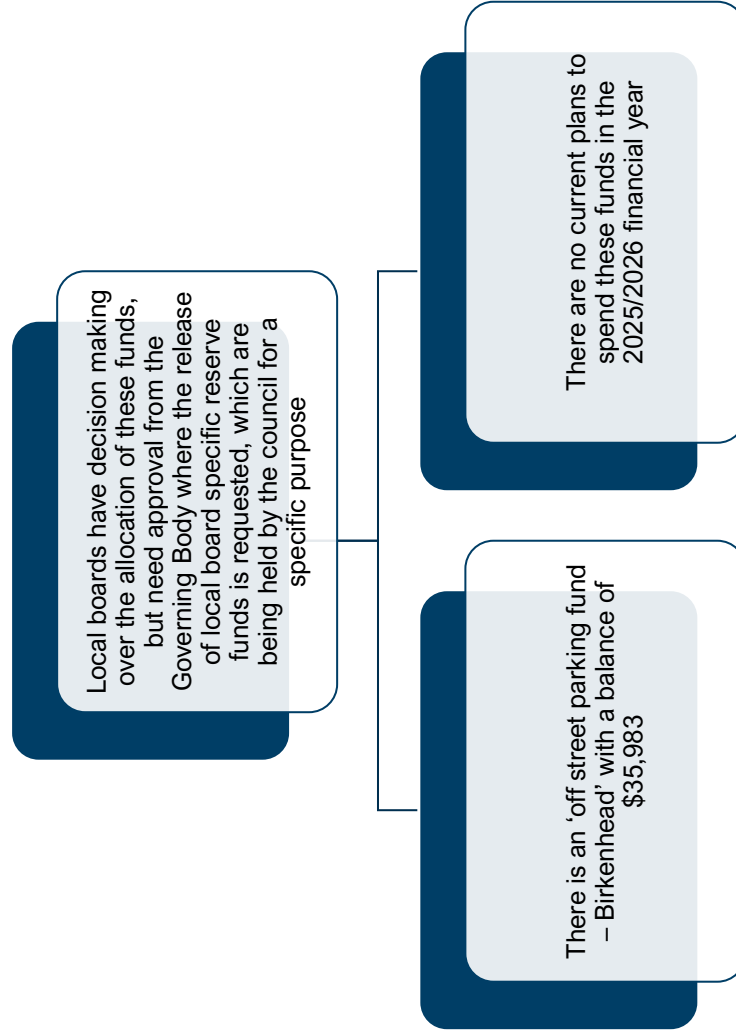 Local boards have decision making
over the allocation of these funds,
but need approval from the
Governing Body where the release
of local board specific reserve
funds is requested, which are
being held by the council for a
specific purpose
There is an ‘off street parking fund
– Birkenhead’ with a balance of
$35,983
There are no current plans to
spend these funds in the
2025/2026 financial year